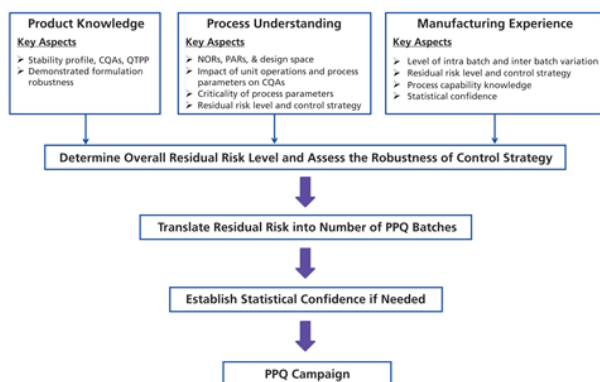 Product Knowledge
Key Aspects
➢ Stability profile, CQAs, QTPP
➢ Demonstrated formulation
robustness
Process Understanding
Key Aspects
➢ NORs, PARs, & design space
➢ Impact of unit operations and process
parameters on CQAs
➢ Criticality of process parameters
➢ Residual risk level and control strategy
Manufacturing Experience
Key Aspects
➢ Level of intra batch and inter batch variation
➢ Residual risk level and control strategy
➢ Process capability knowledge
➢ Statistical confidence
Determine Overall Residual Risk Level and Assess the Robustness of Control Strategy
Translate Residual Risk into Number of PPQ Batches
Establish Statistical Confidence if Needed
PPQ Campaign